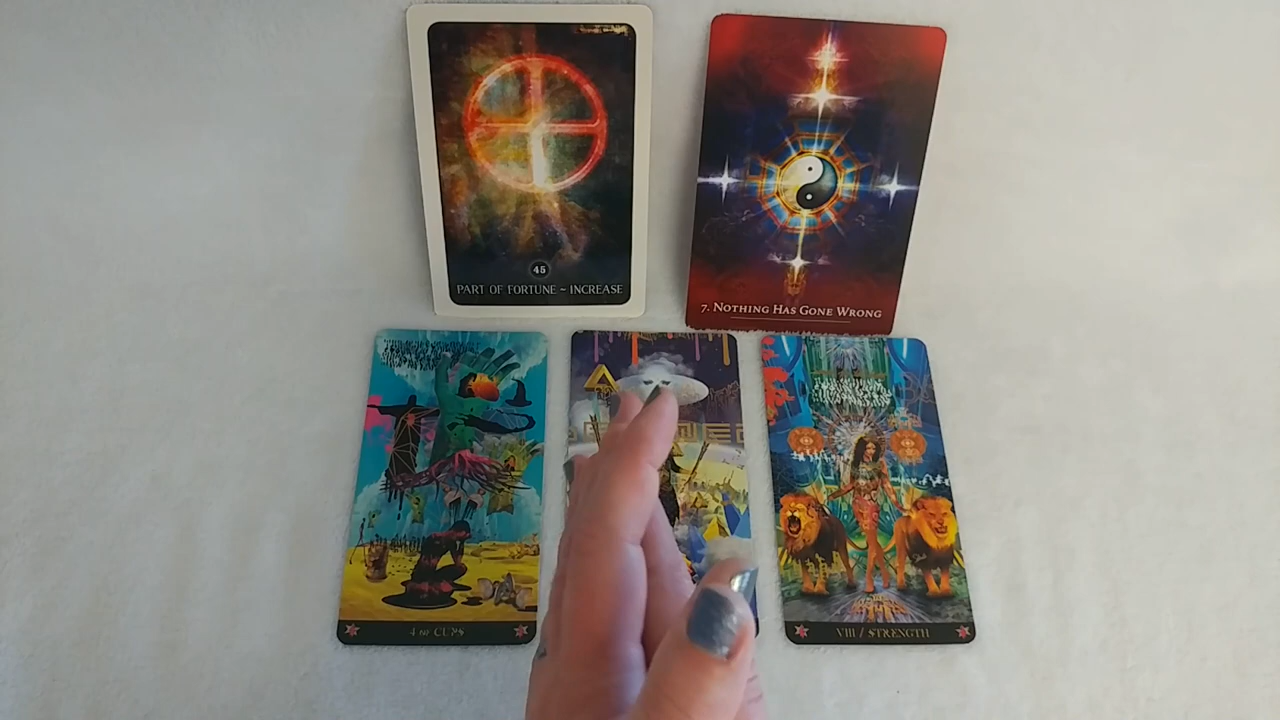 45
PART OF FORTUNE ~ INCREASE
7. NOTHING HAS GONE WRONG
4 OF CUPS
VIII / STRENGTH